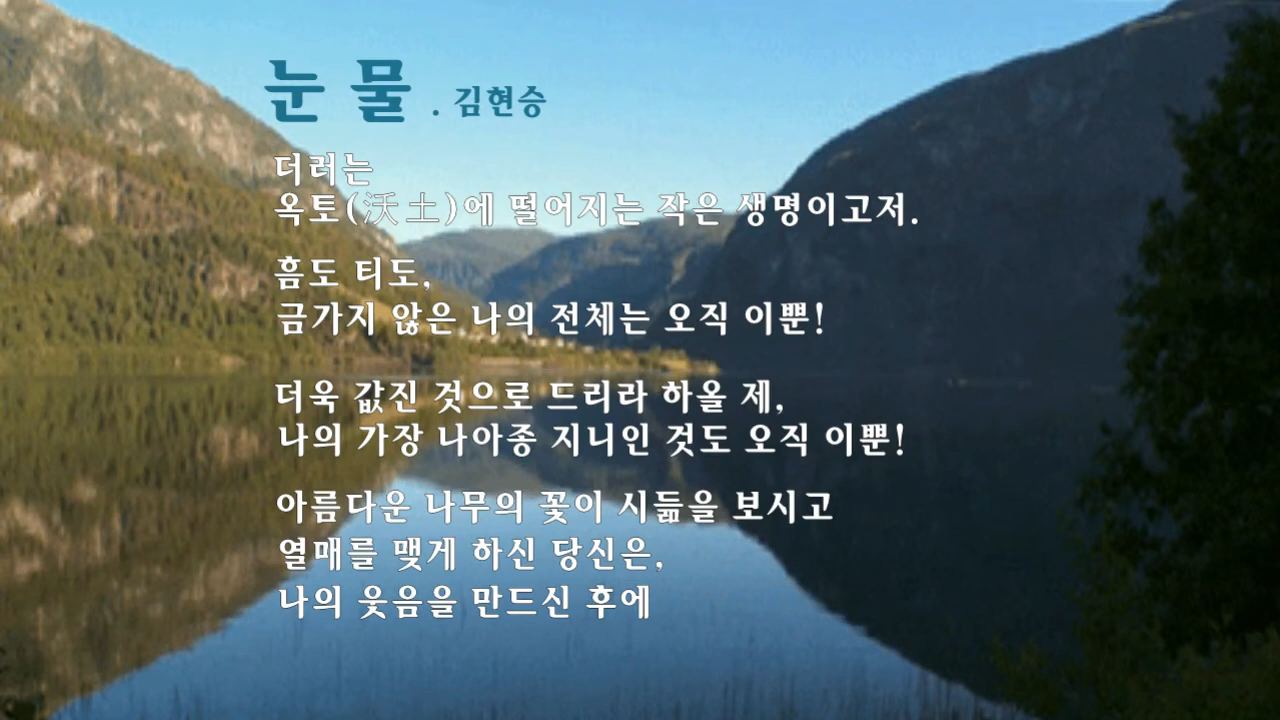 눈 물 . 김현승
더러는
옥토(沃土)에 떨어지는 작은 생명이고저.
흠도 티도,
금가지 않은 나의 전체는 오직 이뿐!
더욱 값진 것으로 드리라 하올 제,
나의 가장 나아종 지니인 것도 오직 이뿐!
아름다운 나무의 꽃이 시듦을 보시고
열매를 맺게 하신 당신은,
나의 웃음을 만드신 후에